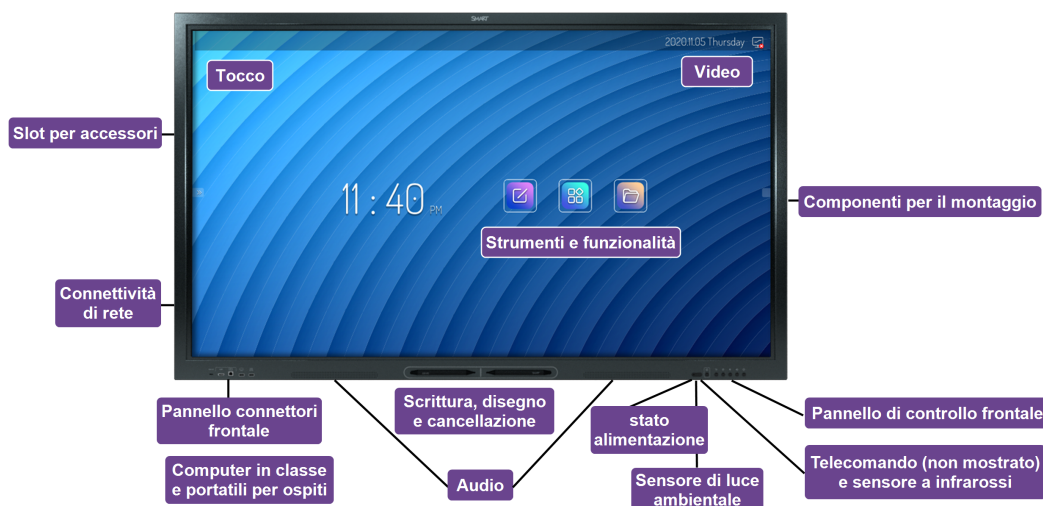 SMART
2020.11.05 Thursday
Tocco
Video
Slot per accessori
11 : 40 PM
Componenti per il montaggio
Strumenti e funzionalità
Connettività
di rete
Pannello connettori
frontale
Scrittura, disegno
e cancellazione
stato
alimentazione
Pannello di controllo frontale
Computer in classe
e portatili per ospiti
Audio
Sensore di luce
ambientale
Telecomando (non mostrato)
e sensore a infrarossi